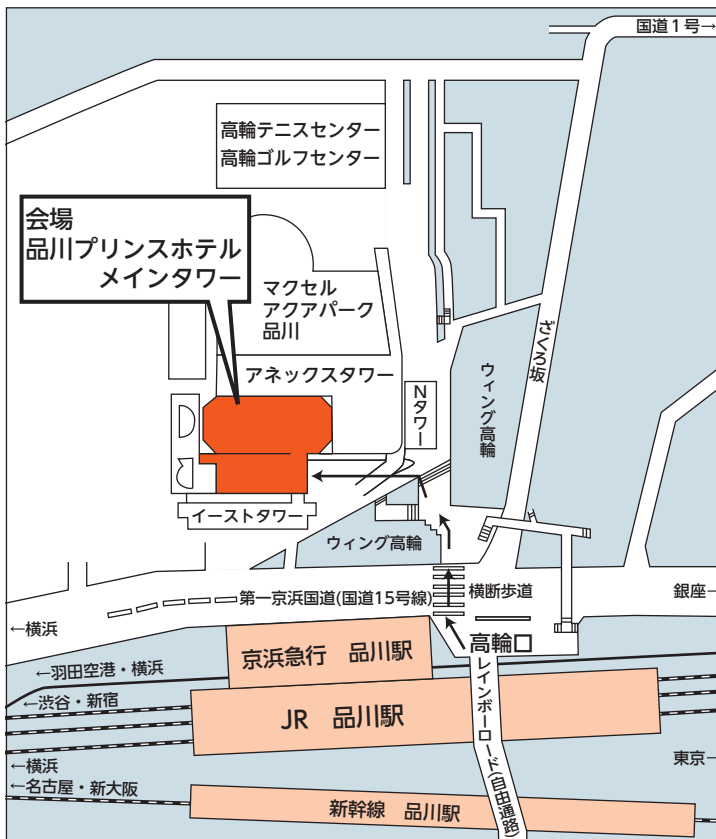 国道1号→
高輪テニスセンター
高輪ゴルフセンター
会場
品川プリンスホテル
メインタワー
マクセル
アクアパーク
品川
アネックスタワー
Nタワー
ざくろ坂
ウィング高輪
イーストタワー
ウィング高輪
第一京浜国道(国道15号線)
横断歩道
銀座→
←横浜
高輪口
京浜急行 品川駅
←羽田空港・横浜
←渋谷・新宿
JR 品川駅
レインボーロード(自由通路)
←横浜
東京→
←名古屋・新大阪
新幹線 品川駅